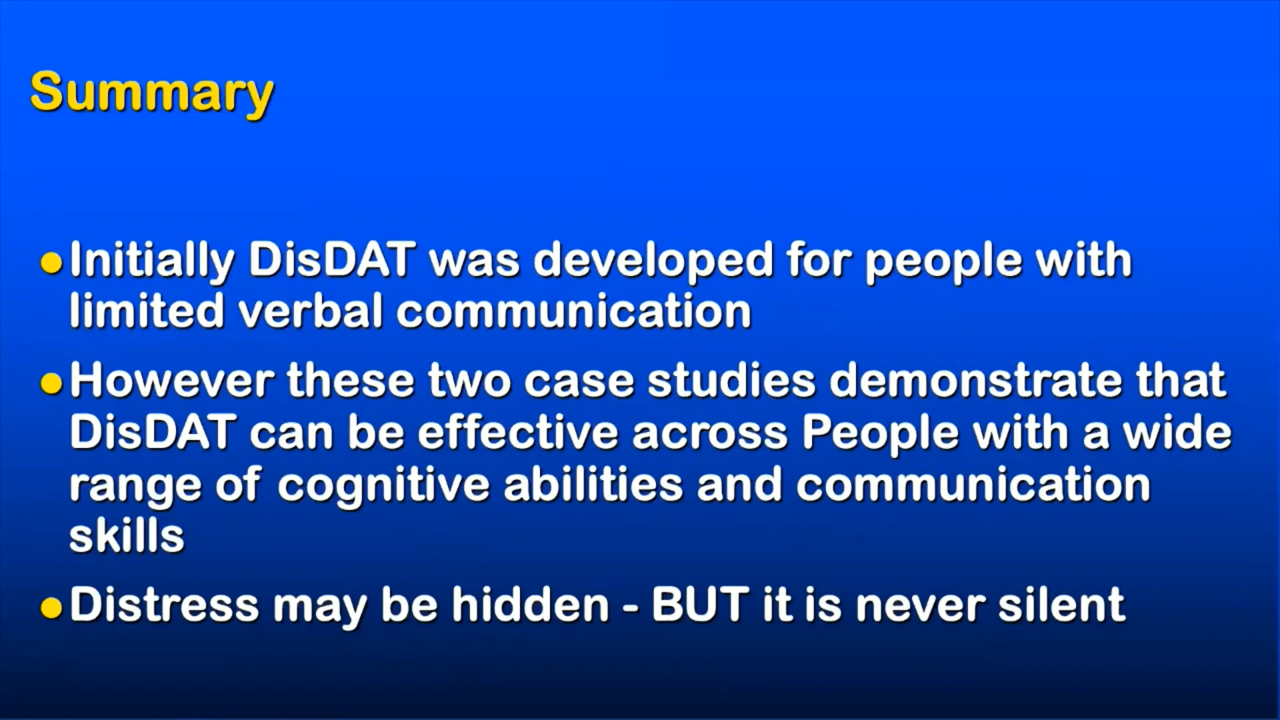 Summary
●Initially DisDAT was developed for people with
limited verbal communication
●However these two case studies demonstrate that
DisDAT can be effective across People with a wide
range of cognitive abilities and communication
skills
●Distress may be hidden - BUT it is never silent